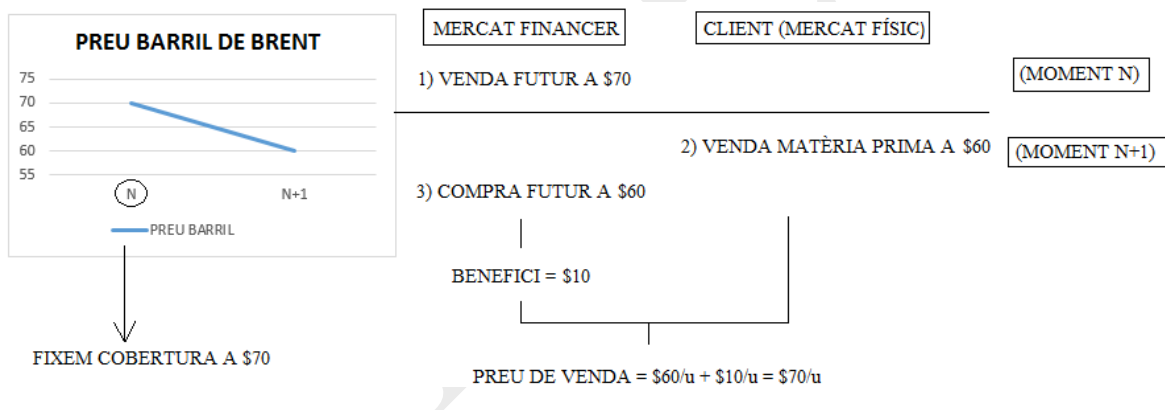 PREU BARRIL DE BRENT
75
70
65
60
55
N
N+1
PREU BARRIL
FIXEM COBERTURA A $70
MERCAT FINANCER
CLIENT (MERCAT FÍSIC)
1) VENDA FUTUR A $70
(MOMENT N)
2) VENDA MATÈRIA PRIMA A $60
(MOMENT N+1)
3) COMPRA FUTUR A $60
BENEFICI = $10
PREU DE VENDA = $60/u + $10/u = $70/u